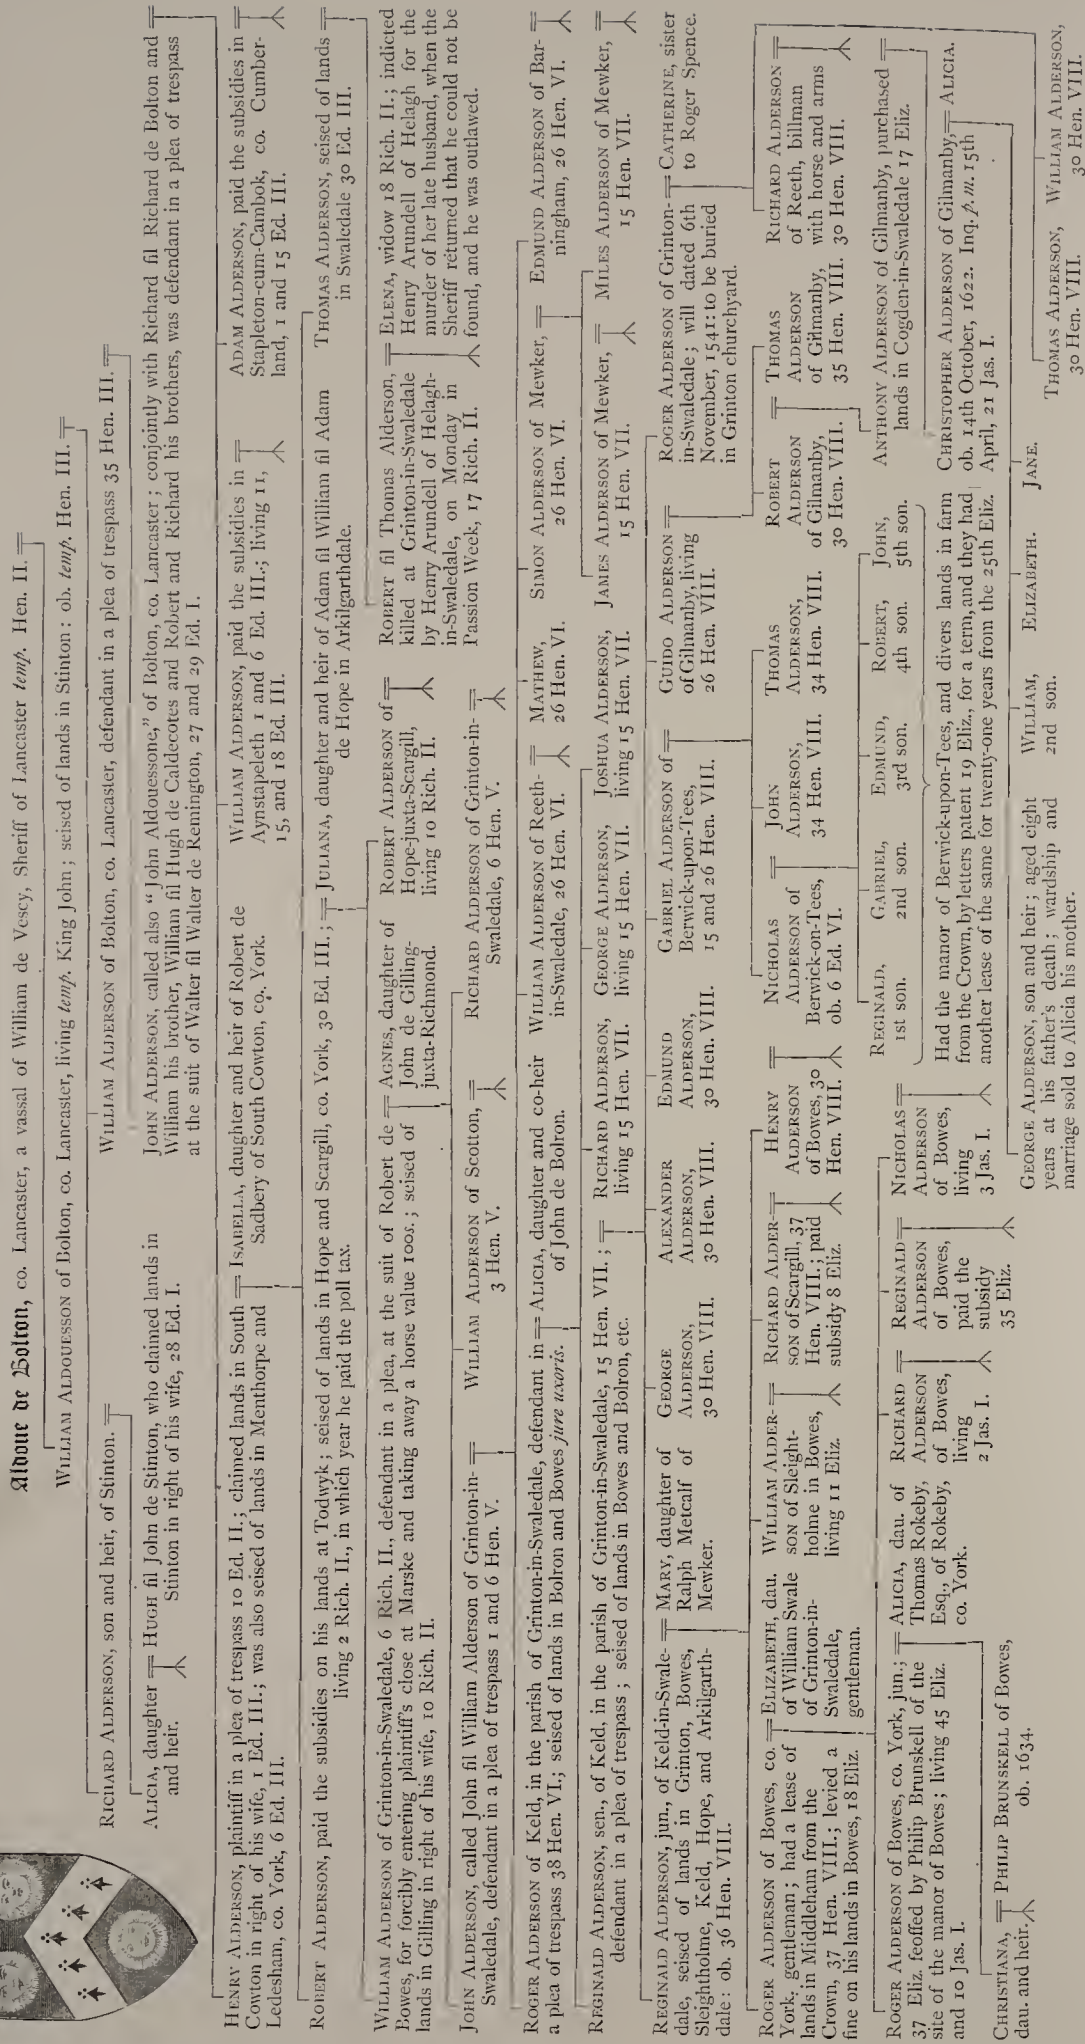 Aldoue de Bolton, co. Lancaster, a vassal of William de Vescy, Sheriff of Lancaster temp. Hen. II.
WILLIAM ALDOUESSON of Bolton, co. Lancaster, living temp. King John; seised of lands in Stinton: ob. temp. Hen. III.
RICHARD ALDERSON, son and heir, of Stinton.
WILLIAM ALDERSON of Bolton, co. Lancaster, defendant in a plea of trespass 35 Hen. III.
ALICIA, daughter
and heir.
HUGH fil John de Stinton, who claimed lands in
Stinton in right of his wife, 28 Ed. I.
JOHN ALDERSON, called also "John Aldouessone," of Bolton, co. Lancaster; conjointly with Richard fil Richard de Bolton and
William his brother, William fil Hugh de Caldecotes and Robert and Richard his brothers, was defendant in a plea of trespass
at the suit of Walter fil Walter de Remington, 27 and 29 Ed. I.
HENRY ALDERSON, plaintiff in a plea of trespass 10 Ed. II.; claimed lands in South
Cowton in right of his wife, 1 Ed. III.; was also seised of lands in Menthorpe and
Ledesham, co. York, 6 Ed. III.
ISABELLA, daughter and heir of Robert de
Sadbery of South Cowton, co. York.
WILLIAM ALDERSON, paid the subsidies in
Aynstapeleth 1 and 6 Ed. III.; living 11,
15, and 18 Ed. III.
ADAM ALDERSON, paid the subsidies in
Stapleton-cum-Cambok, co. Cumber-
land, 1 and 15 Ed. III.
ROBERT ALDERSON, paid the subsidies on his lands at Todwyk; seised of lands in Hope and Scargill, co. York, 30 Ed. III.;
living 2 Rich. II., in which year he paid the poll tax.
JULIANA, daughter and heir of Adam fil William fil Adam
de Hope in Arkilgarthdale.
THOMAS ALDERSON, seised of lands
in Swaledale 30 Ed. III.
WILLIAM ALDERSON of Grinton-in-Swaledale, 6 Rich. II., defendant in a plea, at the suit of Robert de
Bowes, for forcibly entering plaintiff's close at Marske and taking away a horse value 100s.; seised of
lands in Gilling in right of his wife, 10 Rich. II.
AGNES, daughter of
John de Gilling-
juxta-Richmond.
ROBERT ALDERSON of
Hope-juxta-Scargill,
living 10 Rich. II.
ROBERT fil Thomas Alderson,
killed at Grinton-in-Swaledale
by Henry Arundell of Helagh-
in-Swaledale, on Monday in
Passion Week, 17 Rich. II.
ELENA, widow 18 Rich. II.; indicted
Henry Arundell of Helagh for the
murder of her late husband, when the
Sheriff returned that he could not be
found, and he was outlawed.
JOHN ALDERSON, called John fil William Alderson of Grinton-in-
Swaledale, defendant in a plea of trespass 1 and 6 Hen. V.
WILLIAM ALDERSON of Scotton,
3 Hen. V.
RICHARD ALDERSON of Grinton-in-
Swaledale, 6 Hen. V.
ROGER ALDERSON of Keld, in the parish of Grinton-in-Swaledale, defendant in
a plea of trespass 38 Hen. VI.; seised of lands in Bolron and Bowes jure uxoris.
ALICIA, daughter and co-heir
of John de Bolron.
WILLIAM ALDERSON of Reeth-
in-Swaledale, 26 Hen. VI.
MATHEW,
26 Hen. VI.
SIMON ALDERSON of Mewker,
26 Hen. VI.
EDMUND ALDERSON of Bar-
ningham, 26 Hen. VI.
REGINALD ALDERSON, sen., of Keld, in the parish of Grinton-in-Swaledale, 15 Hen. VII.;
defendant in a plea of trespass; seised of lands in Bowes and Bolron, etc.
RICHARD ALDERSON,
living 15 Hen. VII.
GEORGE ALDERSON,
living 15 Hen. VII.
JOSHUA ALDERSON,
living 15 Hen. VII.
JAMES ALDERSON of Mewker,
15 Hen. VII.
MILES ALDERSON of Mewker,
15 Hen. VII.
REGINALD ALDERSON, jun., of Keld-in-Swale-
dale, seised of lands in Grinton, Bowes,
Sleightholme, Keld, Hope, and Arkilgarth-
dale: ob. 36 Hen. VIII.
MARY, daughter of
Ralph Metcalf of
Mewker.
GEORGE
ALDERSON,
30 Hen. VIII.
ALEXANDER
ALDERSON,
30 Hen. VIII.
EDMUND
ALDERSON,
30 Hen. VIII.
GABRIEL ALDERSON of
Berwick-upon-Tees,
15 and 26 Hen. VIII.
GUIDO ALDERSON
of Gilmanby, living
26 Hen. VIII.
ROGER ALDERSON of Grinton-
in-Swaledale; will dated 6th
November, 1541: to be buried
in Grinton churchyard.
CATHERINE, sister
to Roger Spence.
ROGER ALDERSON of Bowes, co.
York, gentleman; had a lease of
lands in Middleham from the
Crown, 37 Hen. VIII.; levied a
fine on his lands in Bowes, 18 Eliz.
ELIZABETH, dau.
of William Swale
of Grinton-in-
Swaledale,
gentleman.
WILLIAM ALDER-
SON of Sleight-
holme in Bowes,
living 11 Eliz.
RICHARD ALDER-
SON of Scargill, 37
Hen. VIII.; paid
subsidy 8 Eliz.
HENRY
ALDERSON
of Bowes, 30
Hen. VIII.
NICHOLAS
ALDERSON of
Berwick-on-Tees,
ob. 6 Ed. VI.
JOHN
ALDERSON,
34 Hen. VIII.
THOMAS
ALDERSON,
34 Hen. VIII.
ROBERT
ALDERSON
of Gilmanby,
30 Hen. VIII.
THOMAS
ALDERSON
of Gilmanby,
35 Hen. VIII.
RICHARD ALDERSON
of Reeth, billman
with horse and arms
30 Hen. VIII.
ROGER ALDERSON of Bowes, co. York, jun.;
37 Eliz. feoffed by Philip Brunskell of the
site of the manor of Bowes; living 45 Eliz.
and 10 Jas. I.
ALICIA, dau. of
Thomas Rokeby,
Esq., of Rokeby,
co. York.
RICHARD
ALDERSON
of Bowes,
living
2 Jas. I.
REGINALD
ALDERSON
of Bowes,
paid the
subsidy
35 Eliz.
NICHOLAS
ALDERSON
of Bowes,
living
3 Jas. I.
REGINALD,
1st son.
GABRIEL,
2nd son.
EDMUND,
3rd son.
ROBERT,
4th son.
JOHN,
5th son.
Had the manor of Berwick-upon-Tees, and divers lands in farm
from the Crown, by letters patent 19 Eliz., for a term, and they had
another lease of the same for twenty-one years from the 25th Eliz.
ANTHONY ALDERSON of Gilmanby, purchased
lands in Cogden-in-Swaledale 17 Eliz.
CHRISTOPHER ALDERSON of Gilmanby,
ob. 14th October, 1622. Inq. p. m. 15th
April, 21 Jas. I.
ALICIA.
CHRISTIANA,
dau. and heir.
PHILIP BRUNSKELL of Bowes,
ob. 1634.
GEORGE ALDERSON, son and heir; aged eight
years at his father's death; wardship and
marriage sold to Alicia his mother.
WILLIAM,
2nd son.
ELIZABETH.
JANE.
THOMAS ALDERSON,
30 Hen. VIII.
WILLIAM ALDERSON,
30 Hen. VIII.